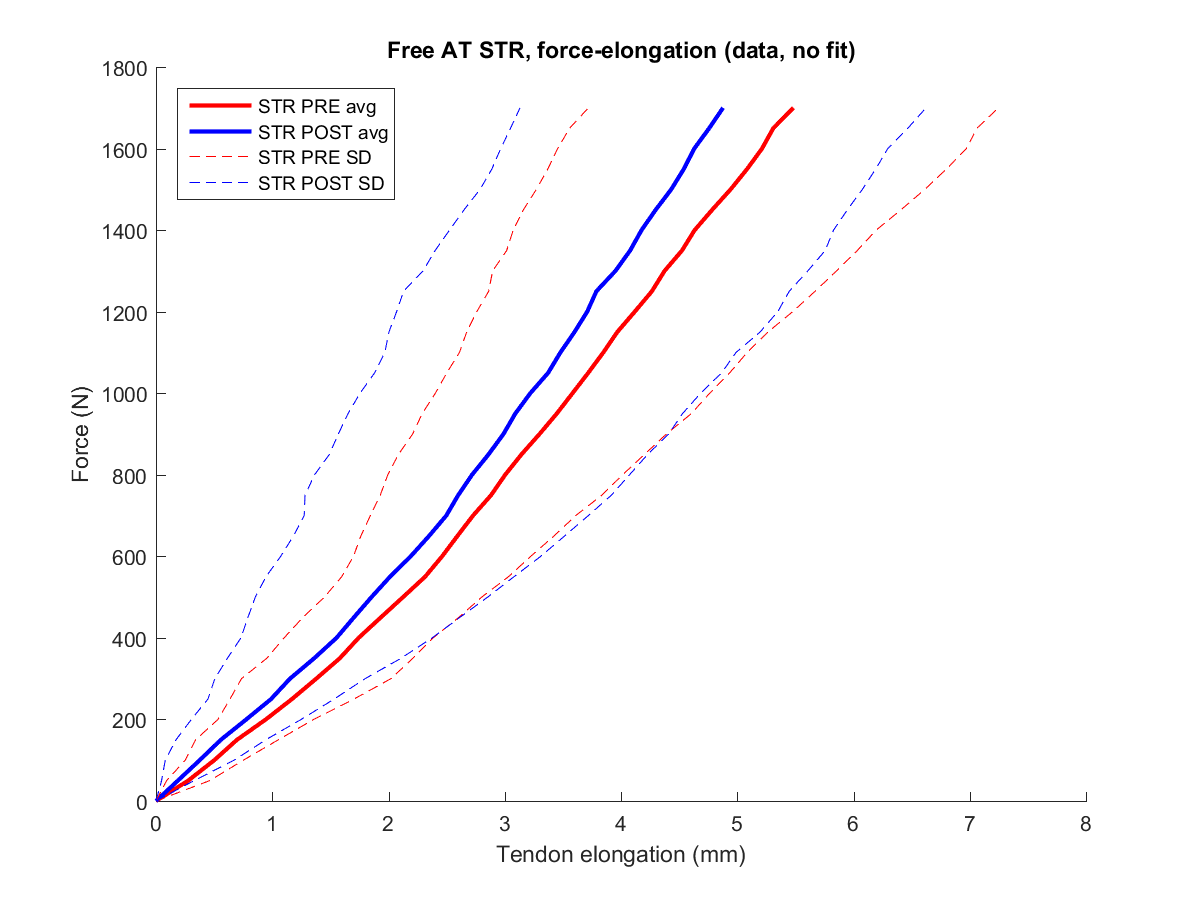 Free AT STR, force-elongation (data, no fit)
1800
1600
1400
1200
1000
800
600
400
200
0
Force (N)
STR PRE avg
STR POST avg
STR PRE SD
STR POST SD
0 1 2 3 4 5 6 7 8
Tendon elongation (mm)